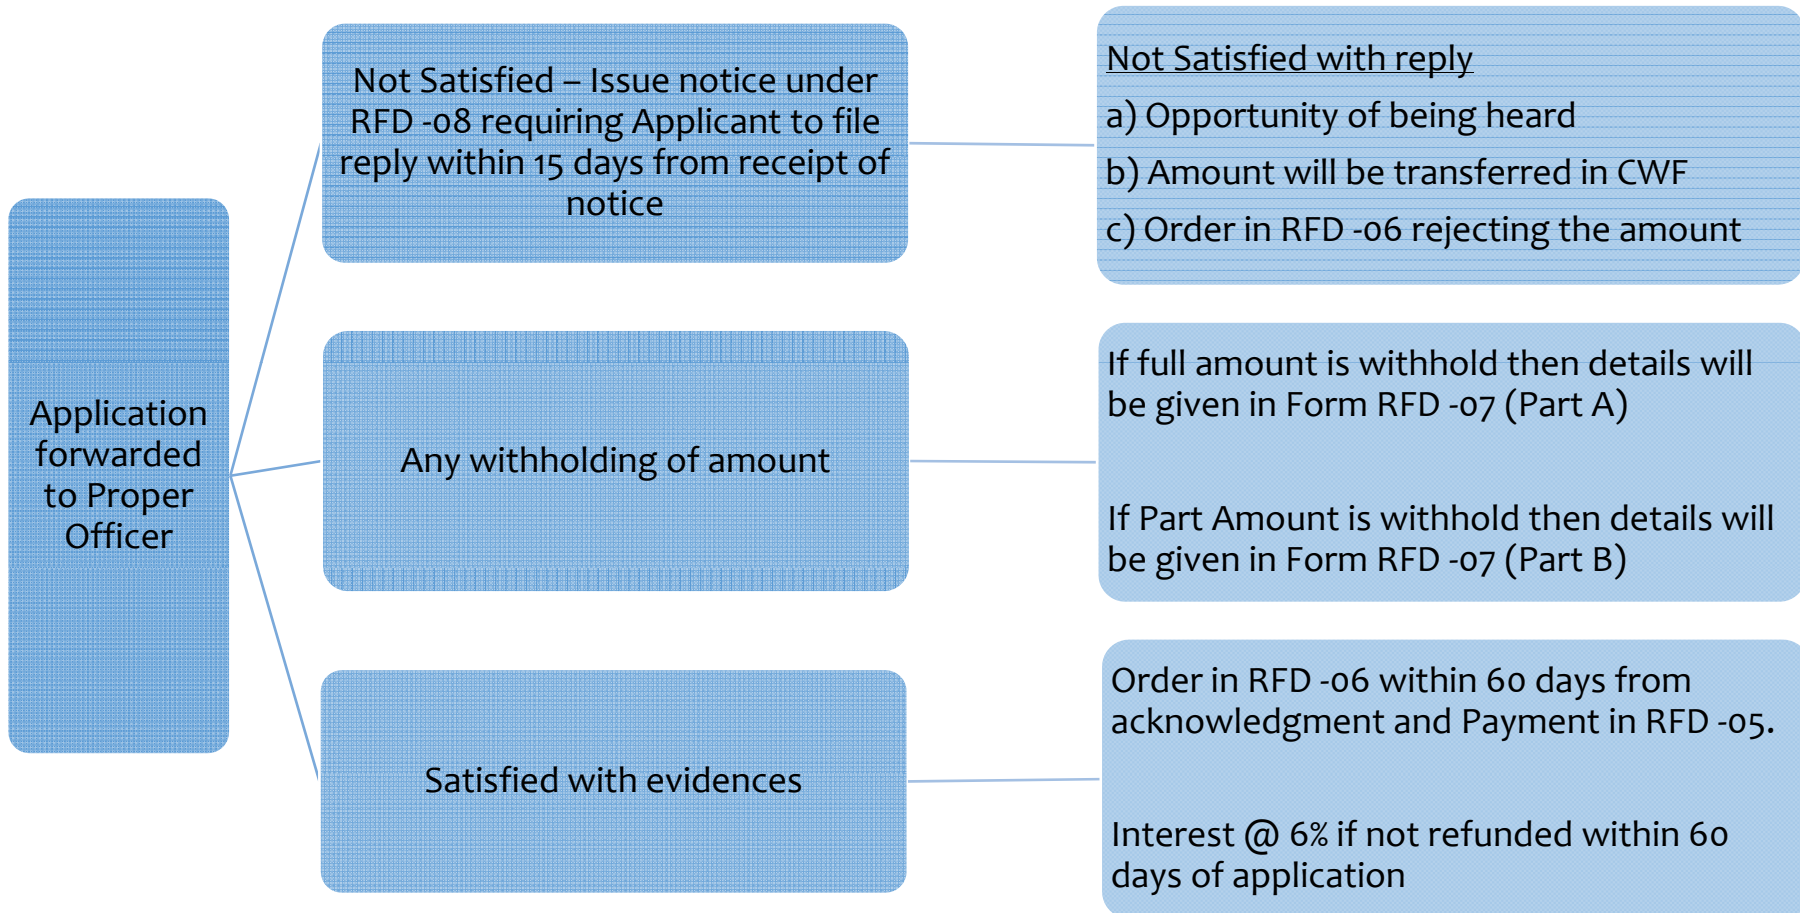 Application
forwarded
to Proper
Officer
Not Satisfied – Issue notice under
RFD -08 requiring Applicant to file
reply within 15 days from receipt of
notice
Not Satisfied with reply
a) Opportunity of being heard
b) Amount will be transferred in CWF
c) Order in RFD -06 rejecting the amount
Any withholding of amount
If full amount is withhold then details will
be given in Form RFD -07 (Part A)
If Part Amount is withhold then details will
be given in Form RFD -07 (Part B)
Satisfied with evidences
Order in RFD -06 within 60 days from
acknowledgment and Payment in RFD -05.
Interest @ 6% if not refunded within 60
days of application